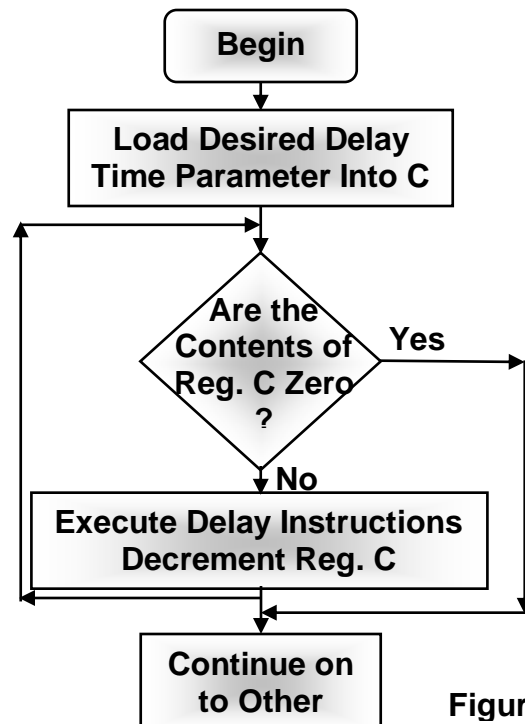 Begin
Load Desired Delay
Time Parameter Into C
Are the
Contents of
Reg. C Zero
?
Yes
No
Execute Delay Instructions
Decrement Reg. C
Continue on
to Other
Figur